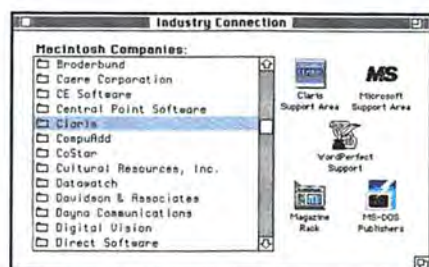 Industry Connection
Macintosh Companies:
Broderbund
Caere Corporation
CE Software
Central Point Software
Claris
CompuAdd
CoStar
Cultural Resources, Inc.
Datawatch
Davidson & Associates
Dayna Communications
Digital Vision
Direct Software
Claris
Support Area
MS
Microsoft
Support Area
WordPerfect
Support
Magazine
Rack
MS-DOS
Publishers